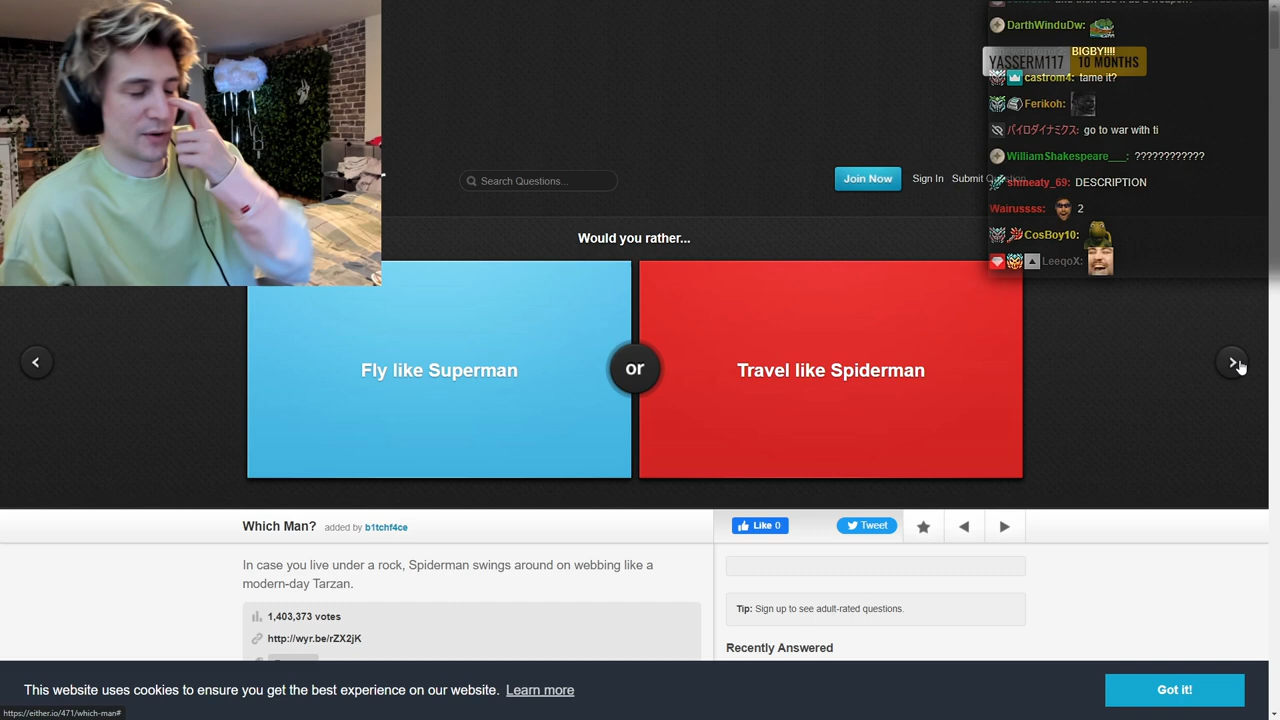 DarthWinduDw:
BIGBY!!!!
YASSERM117 10 MONTHS
castrom4: tame it?
Ferikoh:
パイロダイナミクス: go to war with ti
WilliamShakespeare___: ????????????
shmeaty_69: DESCRIPTION
Wairussss: 2
CosBoy10:
LeeqoX:
Search Questions...
Join Now
Sign In
Submit
Would you rather...
Fly like Superman
or
Travel like Spiderman
Which Man? added by b1tchf4ce
Like 0
Tweet
In case you live under a rock, Spiderman swings around on webbing like a
modern-day Tarzan.
1,403,373 votes
http://wyr.be/rZX2jK
Tip: Sign up to see adult-rated questions.
Recently Answered
This website uses cookies to ensure you get the best experience on our website. Learn more
Got it!
https://either.io/471/which-man#